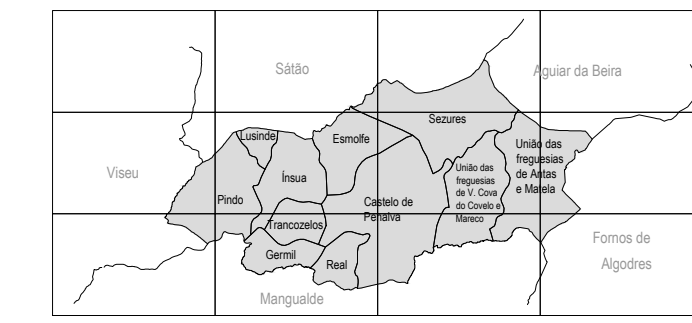 Sátão
Aguiar da Beira
Sezures
Lusinde
Esmolfe
União das
freguesias
de Antas
e Matela
Viseu
Ínsua
União das
freguesias
de V. Cova
do Covelo e
Mareco
Pindo
Castelo de
Penalva
Trancozelos
Fornos de
Algodres
Germil
Real
Mangualde